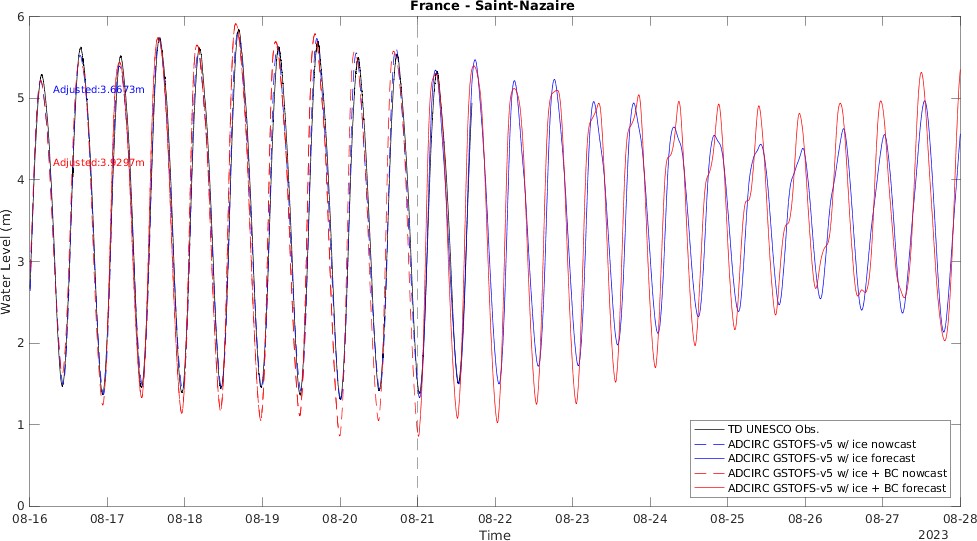 France - Saint-Nazaire
6
5
4
3
2
1
0
Water Level (m)
Adjusted:3.6673m
Adjusted:3.9297m
TD UNESCO Obs.
ADCIRC GSTOFS-v5 w/ ice nowcast
ADCIRC GSTOFS-v5 w/ ice forecast
ADCIRC GSTOFS-v5 w/ ice + BC nowcast
ADCIRC GSTOFS-v5 w/ ice + BC forecast
08-16 08-17 08-18 08-19 08-20 08-21 08-22 08-23 08-24 08-25 08-26 08-27 08-28
Time
2023